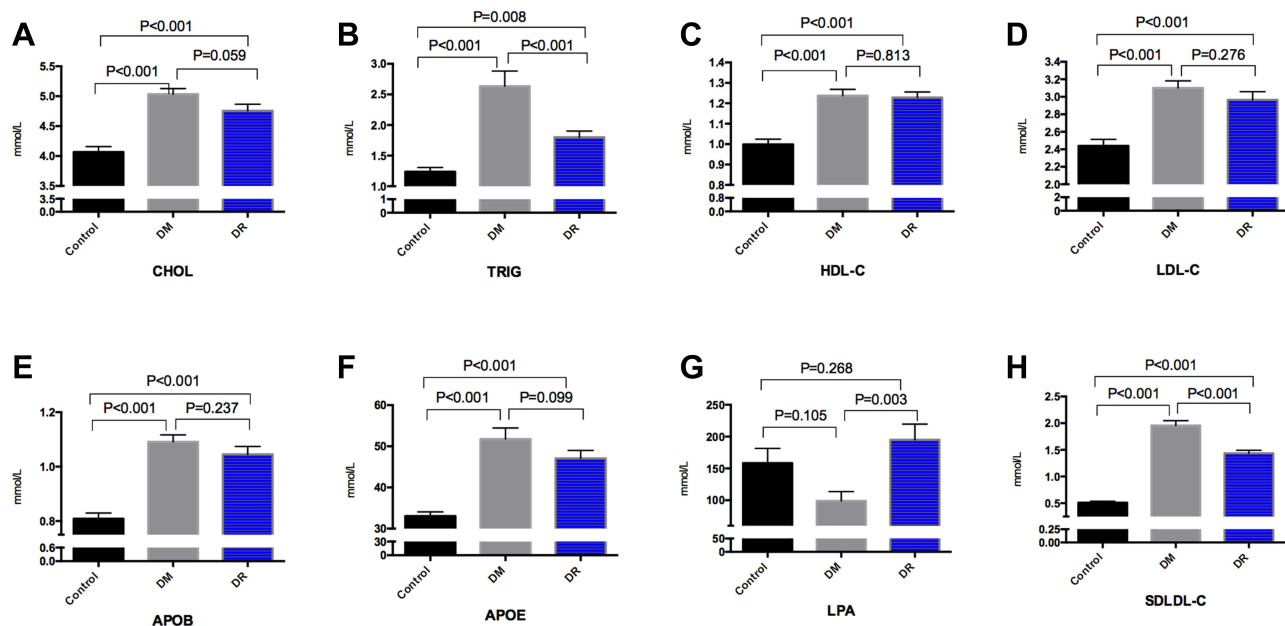 A
P<0.001
P<0.001
P=0.059
mmol/L
5.5
5.0
4.5
4.0
3.5
3.5
0.0
Control
DM
DR
CHOL
B
P=0.008
P<0.001
P<0.001
mmol/L
3.0
2.5
2.0
1.5
1.0
1
0
Control
DM
DR
TRIG
C
P<0.001
P<0.001
P=0.813
mmol/L
1.4
1.3
1.2
1.1
1.0
0.9
0.8
0.8
0.0
Control
DM
DR
HDL-C
D
P<0.001
P<0.001
P=0.276
mmol/L
3.4
3.2
3.0
2.8
2.6
2.4
2.2
2.0
2
0
Control
DM
DR
LDL-C
E
P<0.001
P<0.001
P=0.237
mmol/L
1.2
1.0
0.8
0.6
0.0
Control
DM
DR
APOB
F
P<0.001
P<0.001
P=0.099
mmol/L
60
50
40
30
30
0
Control
DM
DR
APOE
G
P=0.268
P=0.105
P=0.003
mmol/L
250
200
150
100
50
0
Control
DM
DR
LPA
H
P<0.001
P<0.001
P<0.001
mmol/L
2.5
2.0
1.5
1.0
0.5
0.25
0.00
Control
DM
DR
SDLDL-C